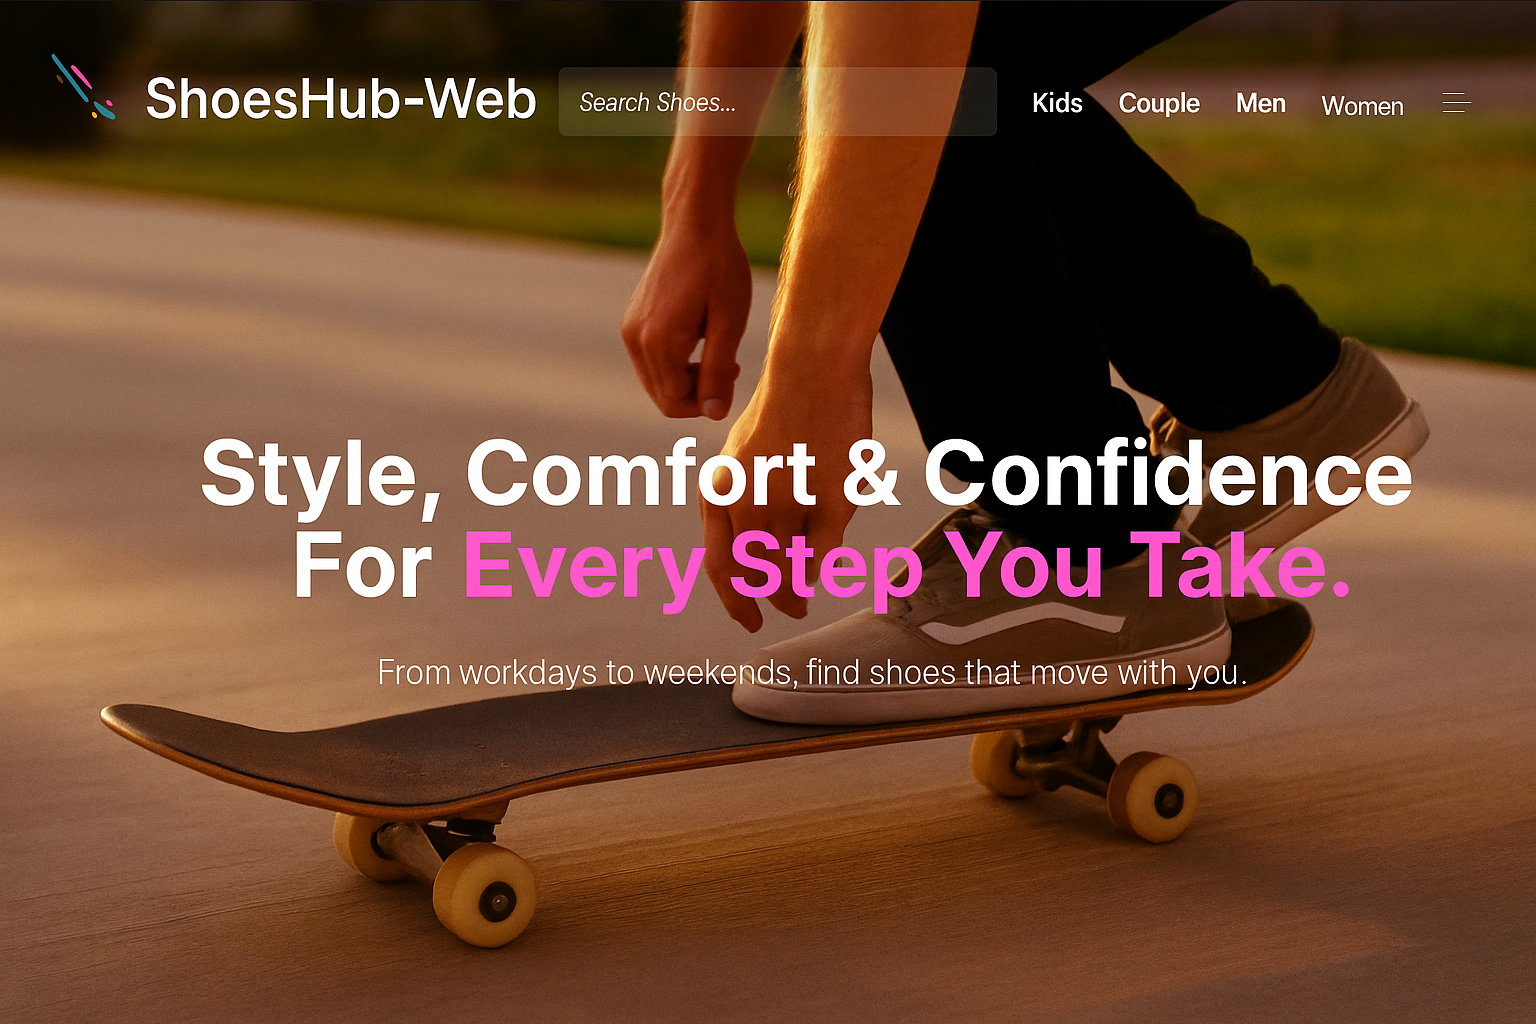 ShoesHub-Web
Search Shoes...
Kids
Couple
Men
Women
Style, Comfort & Confidence
For Every Step You Take.
From workdays to weekends, find shoes that move with you.